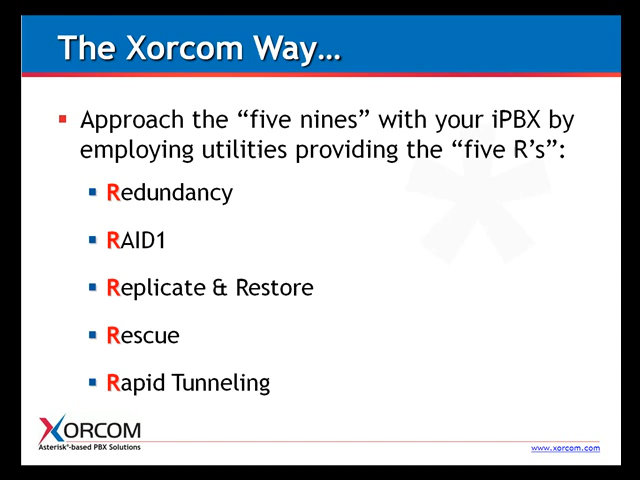 The Xorcom Way…
Approach the “five nines” with your iPBX by
employing utilities providing the “five R’s”:
Redundancy
RAID1
Replicate & Restore
Rescue
Rapid Tunneling
XORCOM
Asterisk®-based PBX Solutions
www.xorcom.com